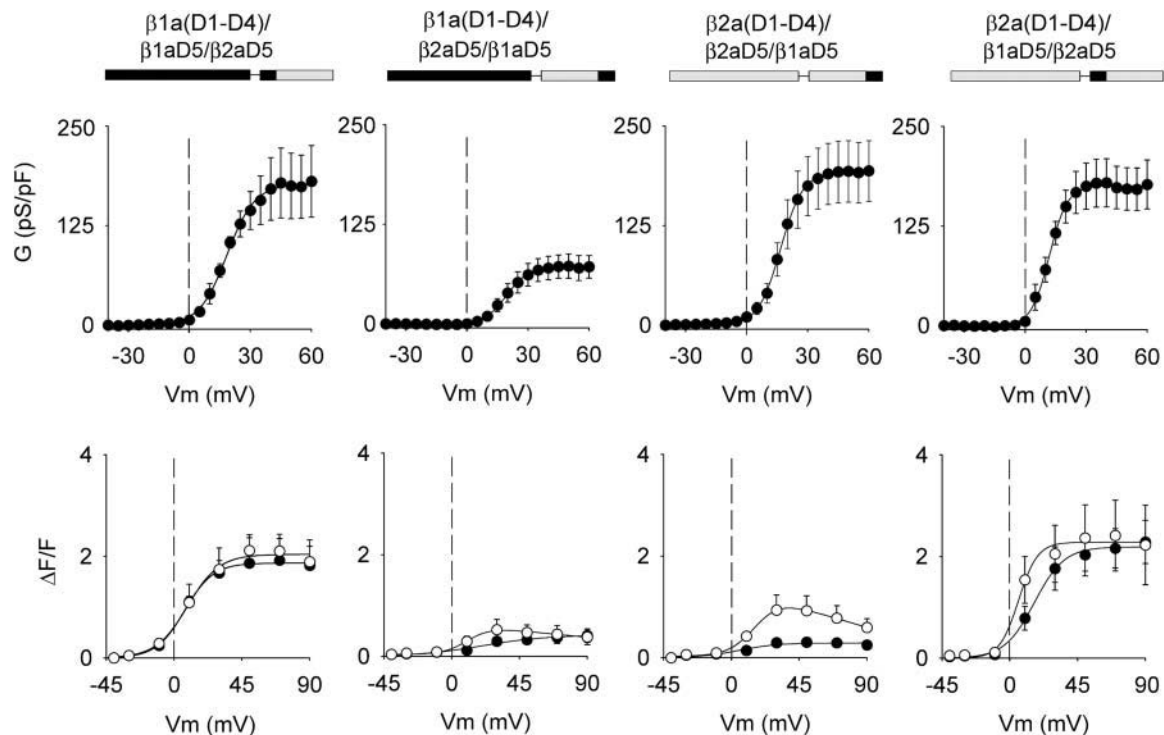 β1a(D1-D4)/
β1aD5/β2aD5
β1a(D1-D4)/
β2aD5/β1aD5
β2a(D1-D4)/
β2aD5/β1aD5
β2a(D1-D4)/
β1aD5/β2aD5
G (pS/pF)
250
125
0
-30 0 30 60
Vm (mV)
250
125
0
-30 0 30 60
Vm (mV)
250
125
0
-30 0 30 60
Vm (mV)
250
125
0
-30 0 30 60
Vm (mV)
ΔF/F
4
2
0
-45 0 45 90
Vm (mV)
4
2
0
-45 0 45 90
Vm (mV)
4
2
0
-45 0 45 90
Vm (mV)
4
2
0
-45 0 45 90
Vm (mV)